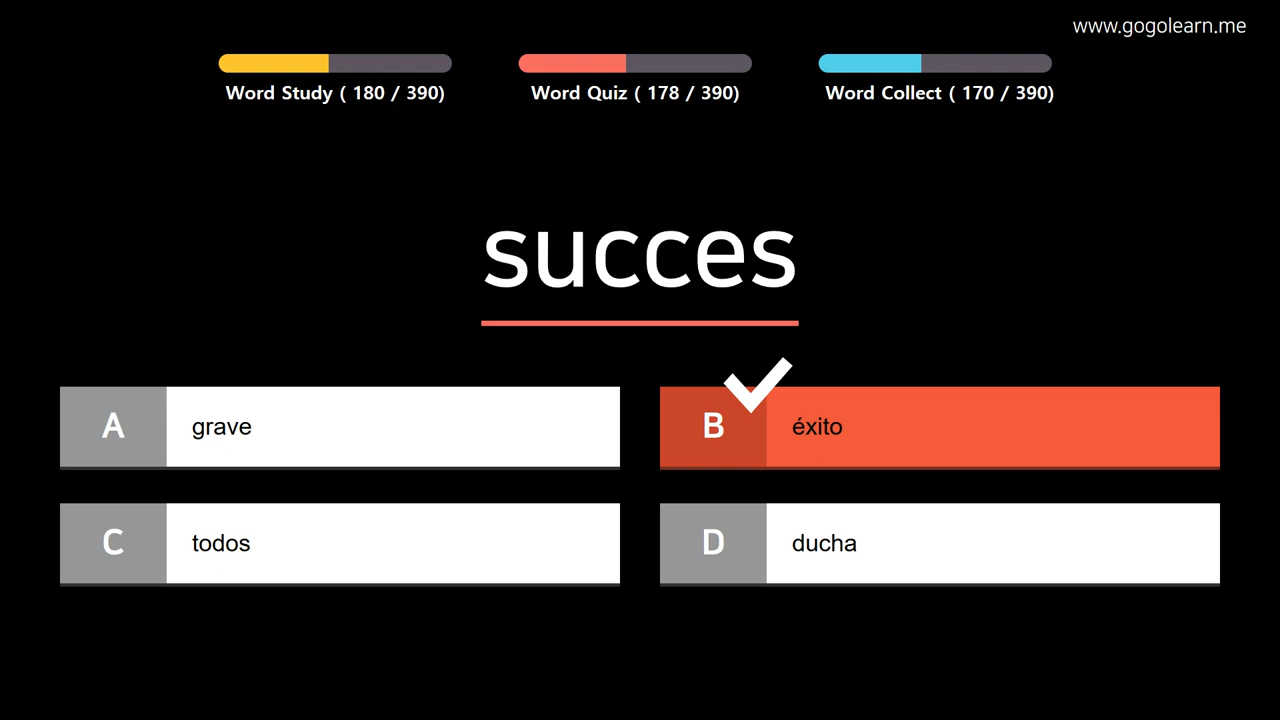 www.gogolearn.me
Word Study ( 180 / 390)
Word Quiz ( 178 / 390)
Word Collect ( 170 / 390)
succes
A grave
B éxito
C todos
D ducha